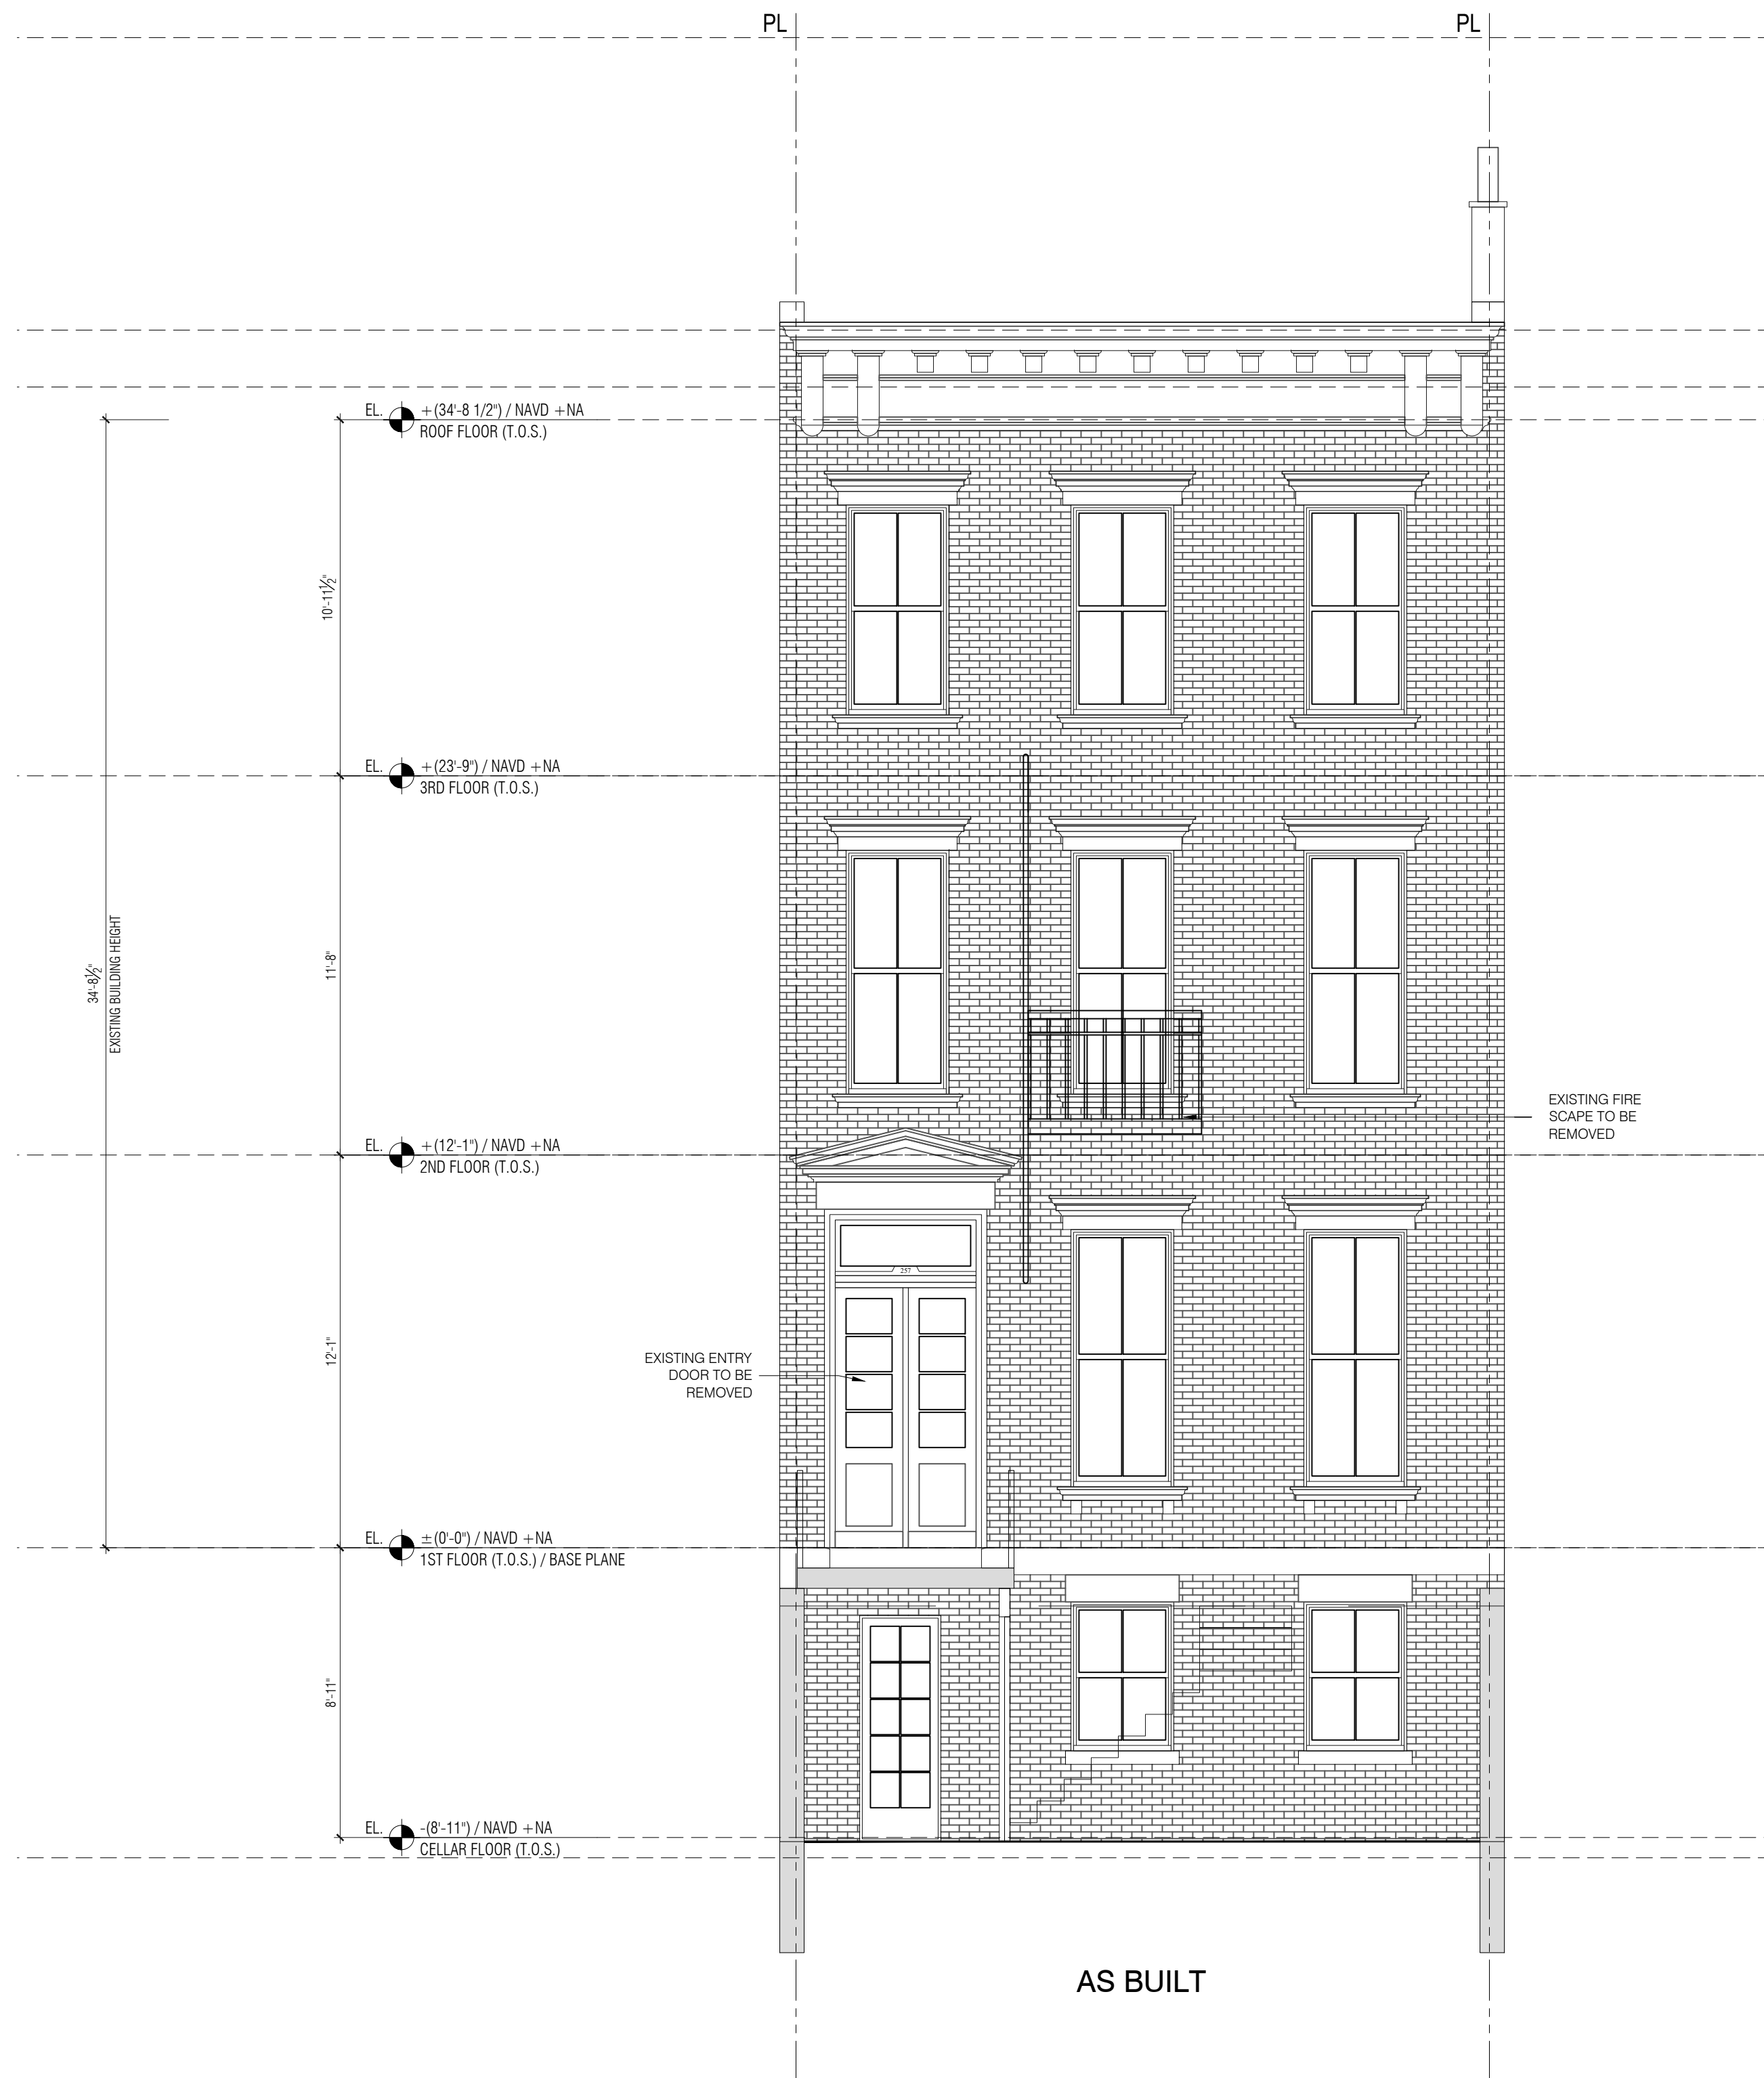 PL
PL
EL. +(34'-8 1/2") / NAVD +NA
ROOF FLOOR (T.O.S.)
10'-11½"
EL. +(23'-9") / NAVD +NA
3RD FLOOR (T.O.S.)
34'-8½"
EXISTING BUILDING HEIGHT
11'-8"
EXISTING FIRE
SCAPE TO BE
REMOVED
EL. +(12'-1") / NAVD +NA
2ND FLOOR (T.O.S.)
257
12'-1"
EXISTING ENTRY
DOOR TO BE
REMOVED
EL. ±(0'-0") / NAVD +NA
1ST FLOOR (T.O.S.) / BASE PLANE
8'-11"
EL. -(8'-11") / NAVD +NA
CELLAR FLOOR (T.O.S.)
AS BUILT